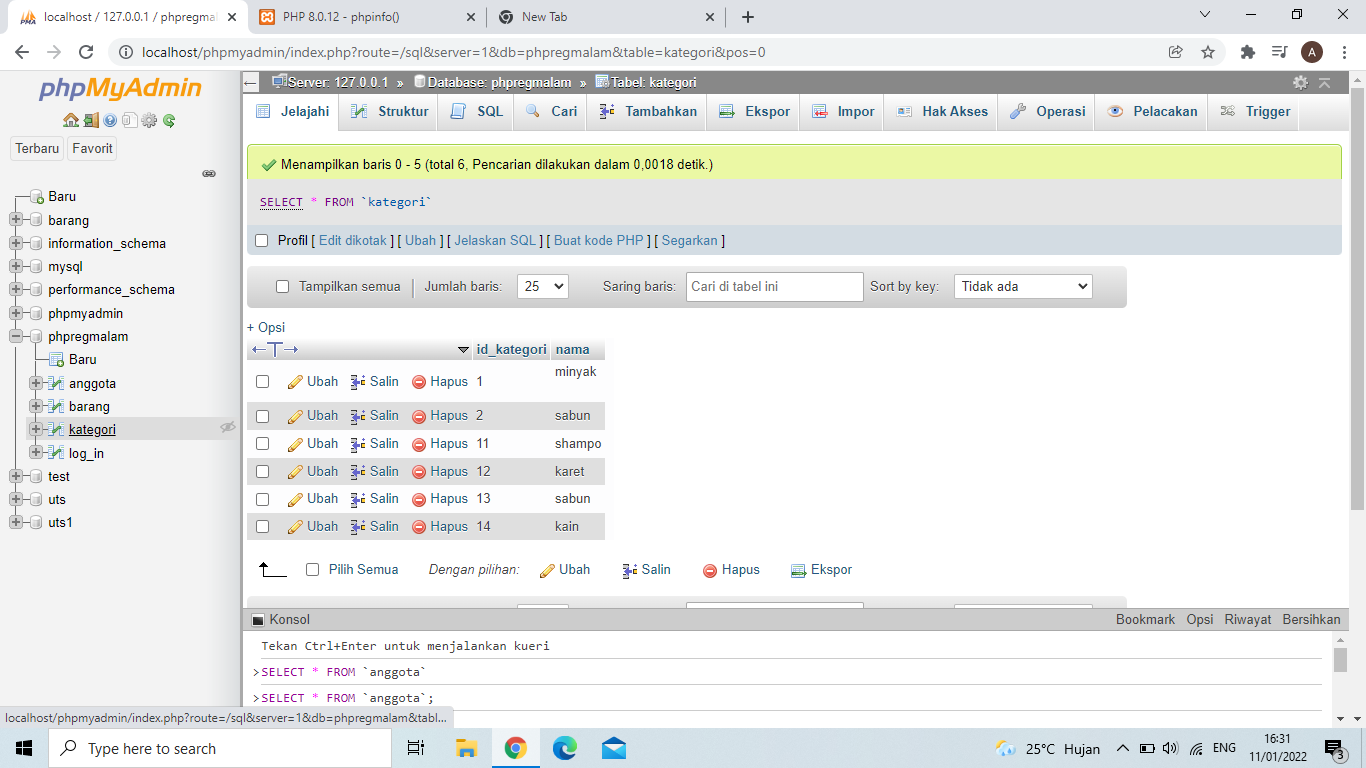 localhost / 127.0.0.1 / phpregmala
PHP 8.0.12 - phpinfo()
New Tab
localhost/phpmyadmin/index.php?route=/sql&server=1&db=phpregmalam&table=kategori&pos=0
A
phpMyAdmin
Terbaru Favorit
Baru
barang
information_schema
mysql
performance_schema
phpmyadmin
phpregmalam
Baru
anggota
barang
kategori
log_in
test
uts
uts1
Server: 127.0.0.1 » Database: phpregmalam » Tabel: kategori
Jelajahi Struktur SQL Cari Tambahkan Ekspor Impor Hak Akses Operasi Pelacakan Trigger
Menampilkan baris 0 - 5 (total 6, Pencarian dilakukan dalam 0,0018 detik.)
SELECT * FROM `kategori`
Profil [ Edit dikotak ] [ Ubah ] [ Jelaskan SQL ] [ Buat kode PHP ] [ Segarkan ]
Tampilkan semua Jumlah baris: 25 Saring baris: Cari di tabel ini Sort by key: Tidak ada
+ Opsi
←T→ id_kategori nama
Ubah Salin Hapus 1 minyak
Ubah Salin Hapus 2 sabun
Ubah Salin Hapus 11 shampo
Ubah Salin Hapus 12 karet
Ubah Salin Hapus 13 sabun
Ubah Salin Hapus 14 kain
Pilih Semua Dengan pilihan: Ubah Salin Hapus Ekspor
Konsol Bookmark Opsi Riwayat Bersihkan
Tekan Ctrl+Enter untuk menjalankan kueri
>SELECT * FROM `anggota`
>SELECT * FROM `anggota`;
localhost/phpmyadmin/index.php?route=/sql&server=1&db=phpregmalam&tabl...
Type here to search
25°C Hujan
ENG
16:31
11/01/2022
3